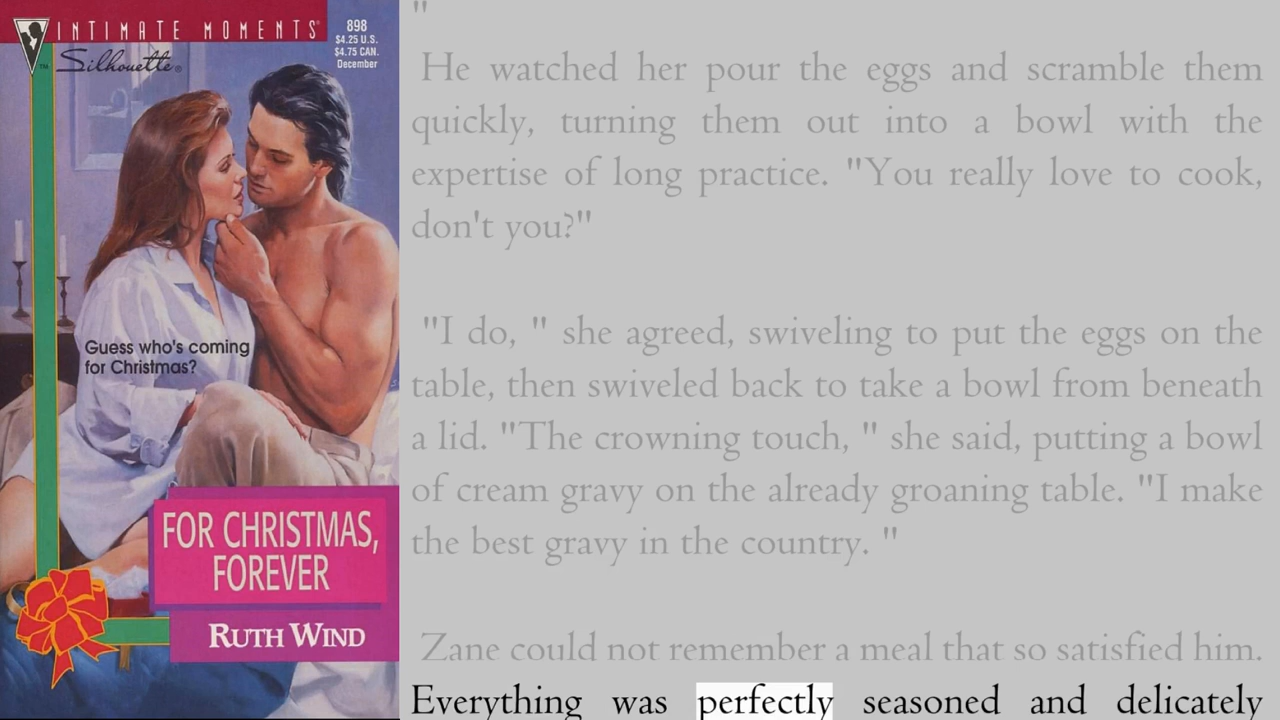 INTIMATE MOMENTS®
898
$4.25 U.S.
$4.75 CAN.
December
™ Silhouette®
Guess who's coming
for Christmas?
FOR CHRISTMAS,
FOREVER
RUTH WIND
"
He watched her pour the eggs and scramble them
quickly, turning them out into a bowl with the
expertise of long practice. "You really love to cook,
don't you?"
"I do, " she agreed, swiveling to put the eggs on the
table, then swiveled back to take a bowl from beneath
a lid. "The crowning touch, " she said, putting a bowl
of cream gravy on the already groaning table. "I make
the best gravy in the country. "
Zane could not remember a meal that so satisfied him.
Everything was perfectly seasoned and delicately